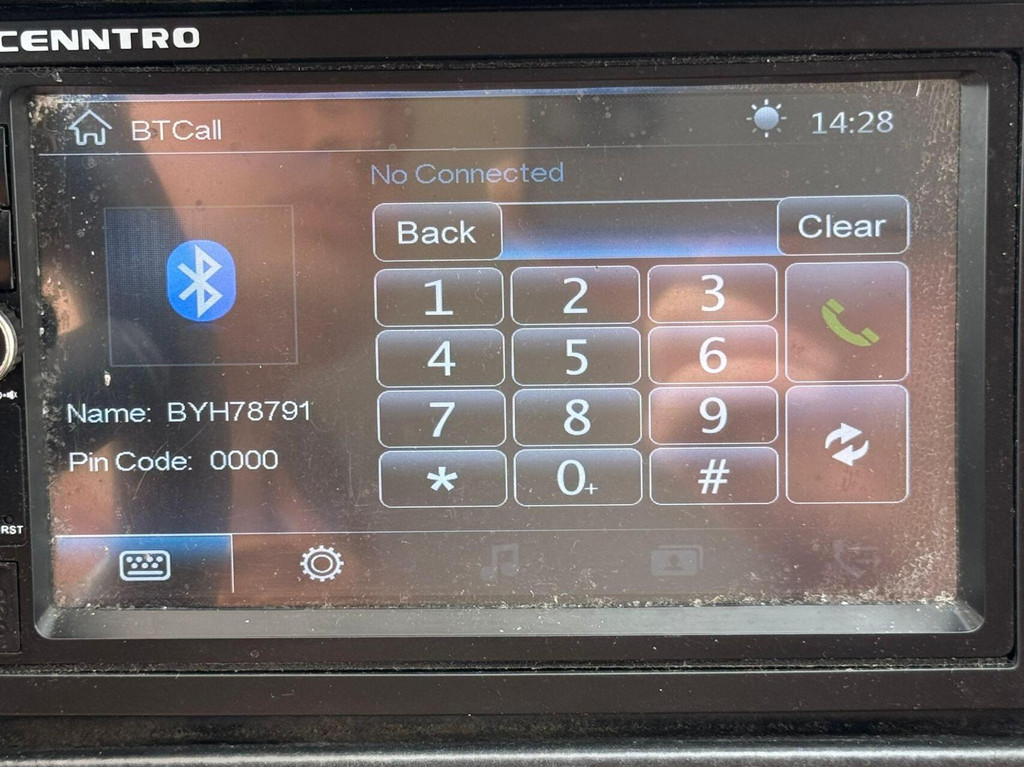 CENNTRO
BTCall
14:28
No Connected
Back
Clear
1 2 3
4 5 6
7 8 9
* 0+ #
Name: BYH78791
Pin Code: 0000
RST